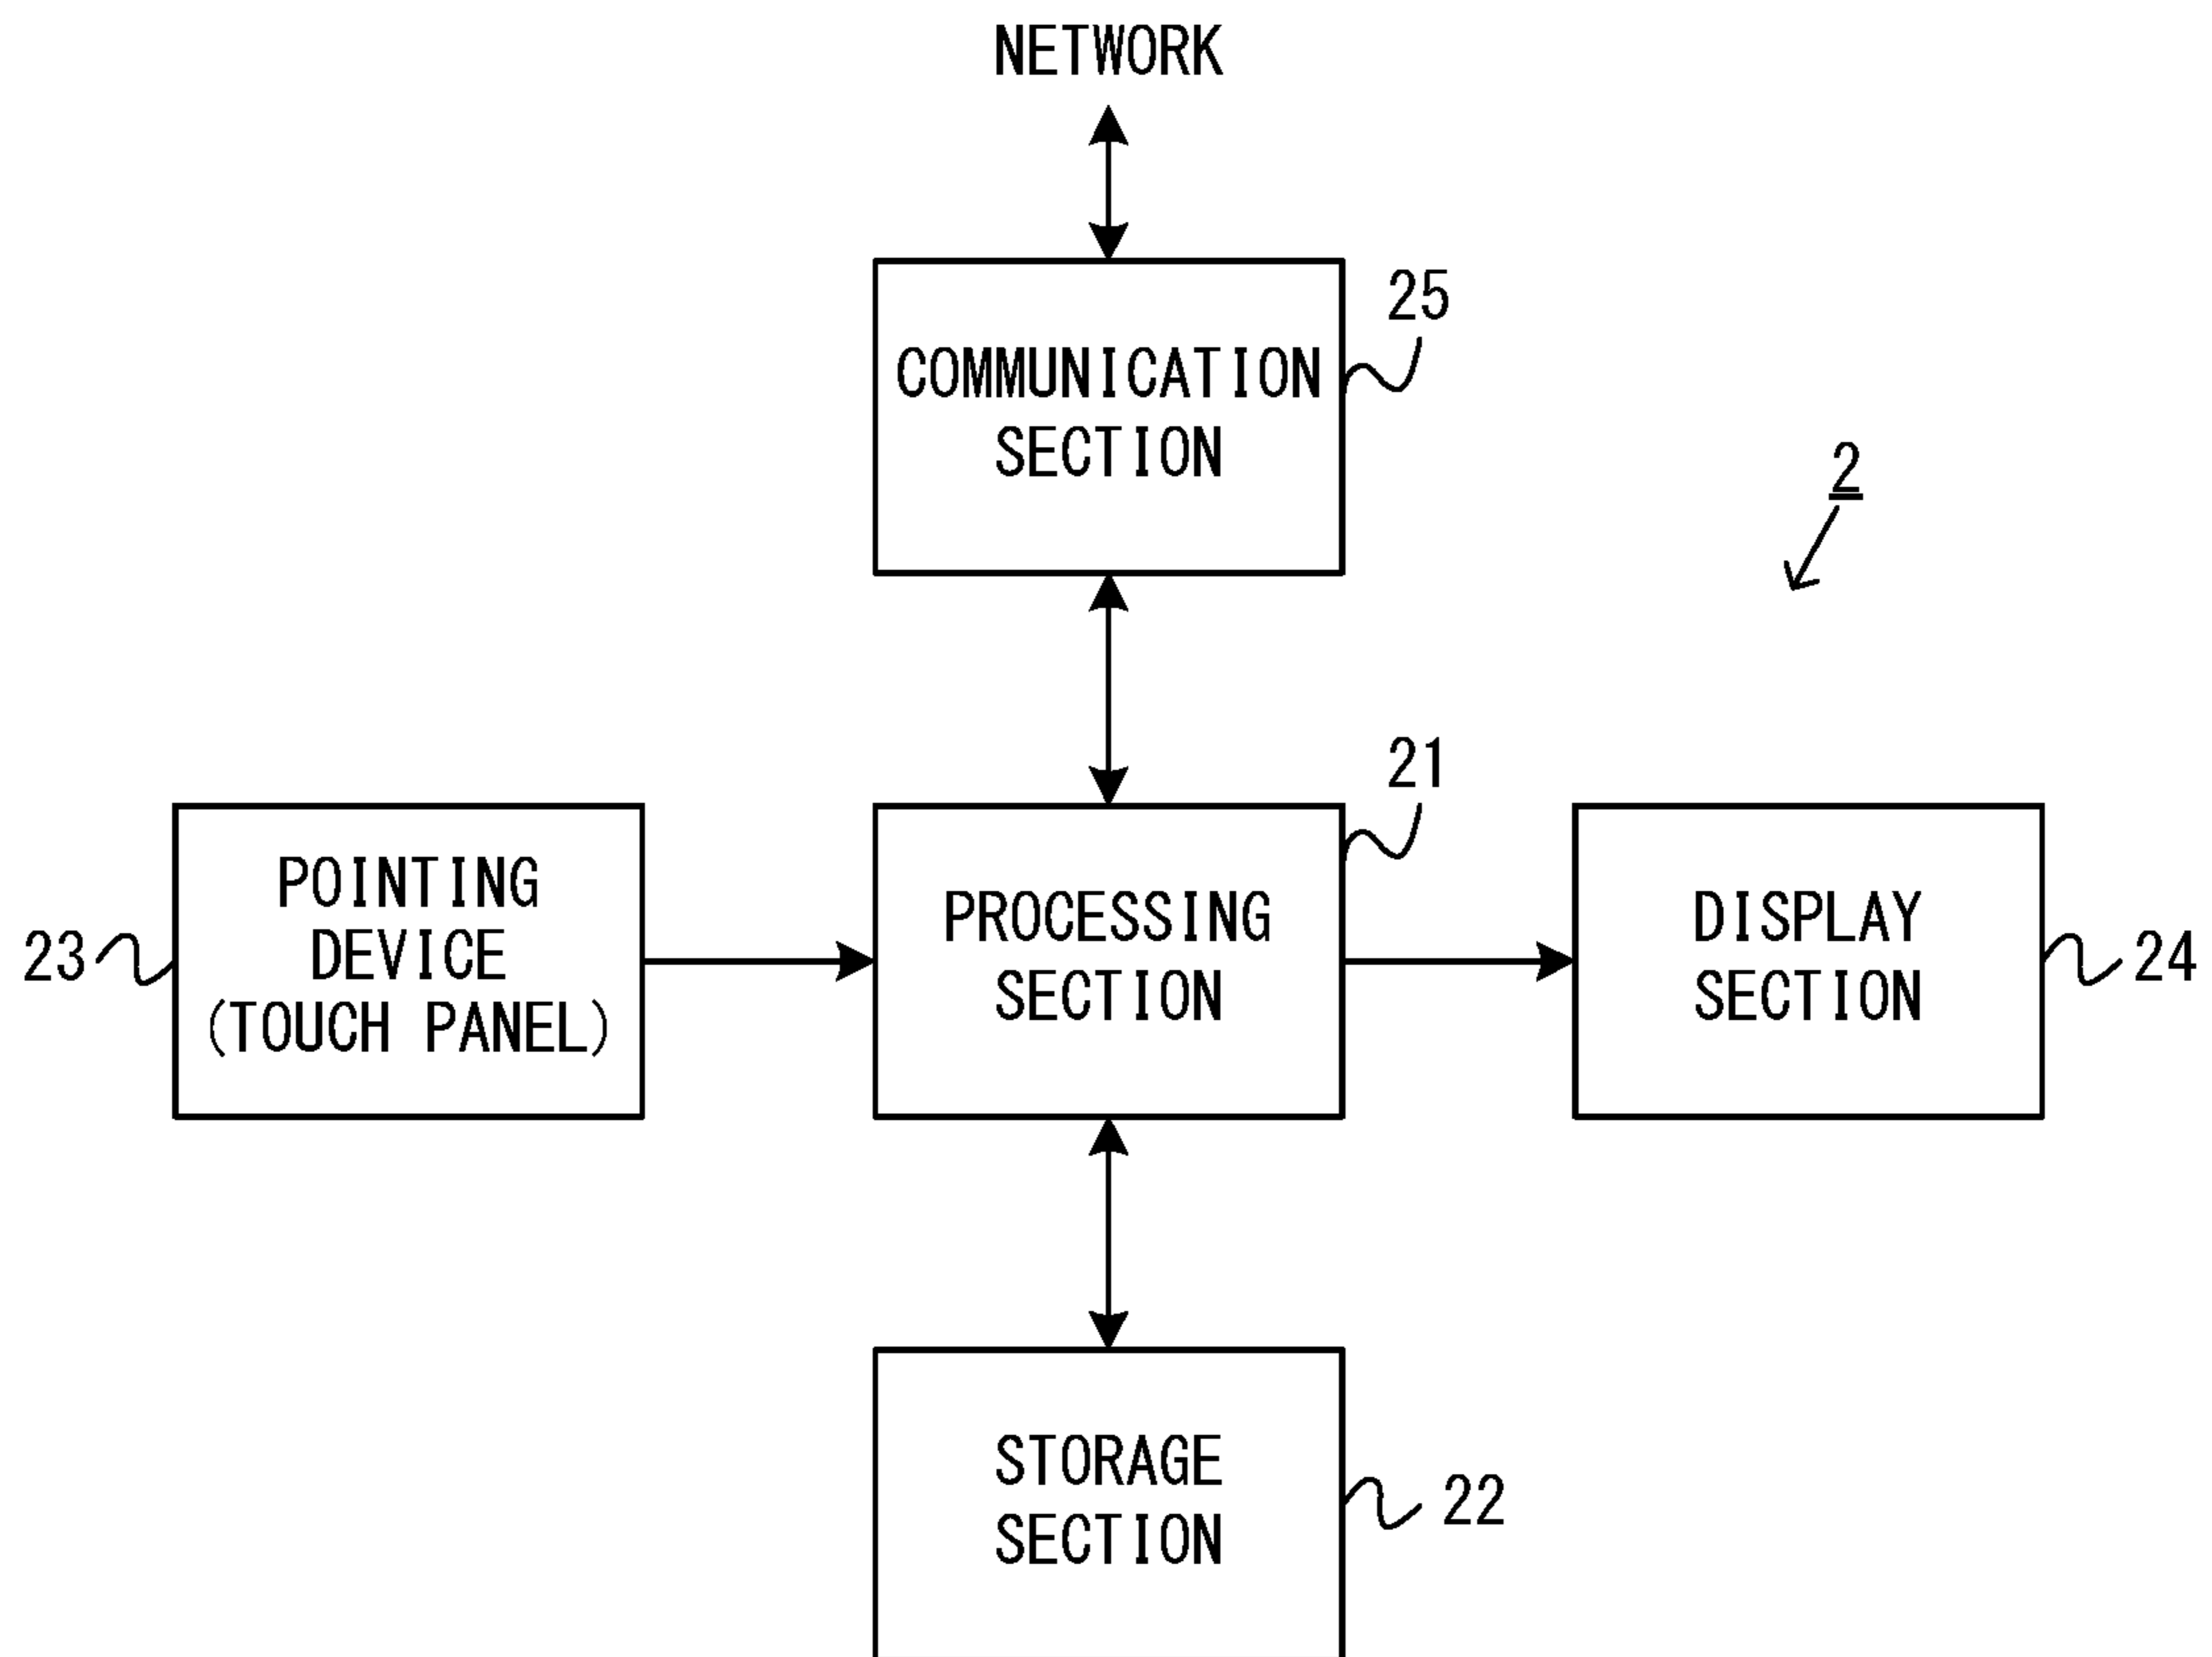 NETWORK
25
COMMUNICATION
SECTION
2
21
POINTING
DEVICE
(TOUCH PANEL)
23
PROCESSING
SECTION
DISPLAY
SECTION
24
STORAGE
SECTION
22